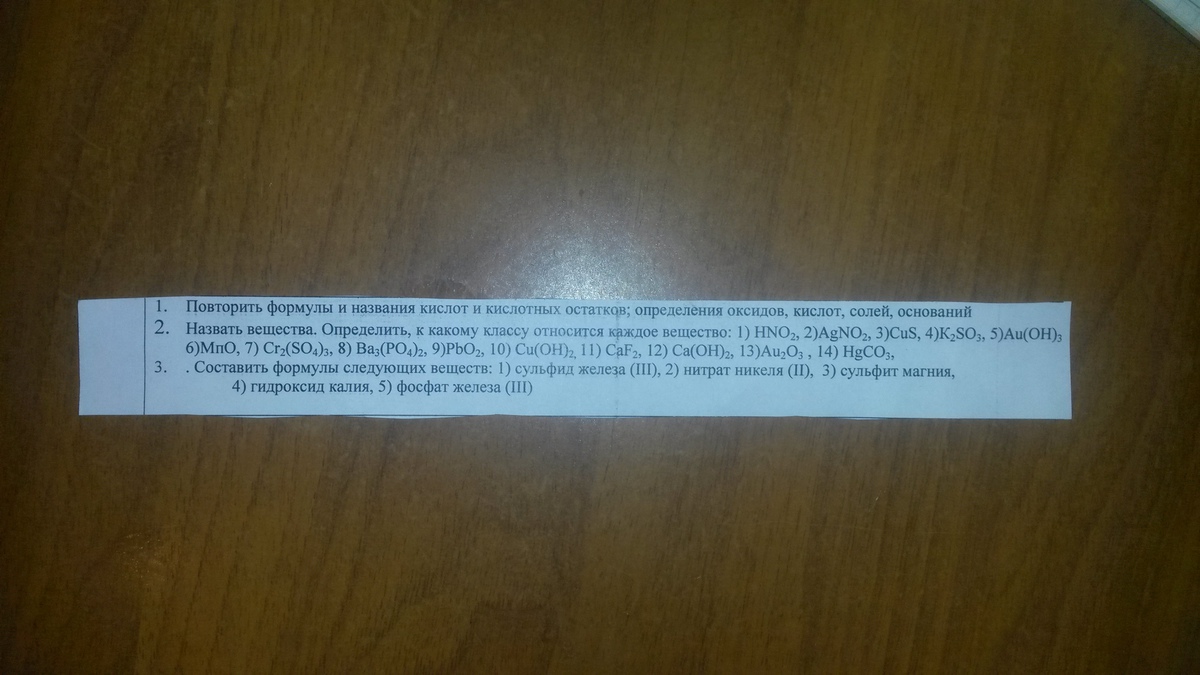 1. Повторить формулы и названия кислот и кислотных остатков; определения оксидов, кислот, солей, оснований
2. Назвать вещества. Определить, к какому классу относится каждое вещество: 1) HNO₂, 2)AgNO₂, 3)CuS, 4)K₂SO₃, 5)Au(OH)₃
6)МпО, 7) Cr₂(SO₄)₃, 8) Ba₃(PO₄)₂, 9)PbO₂, 10) Cu(OH)₂, 11) CaF₂, 12) Ca(OH)₂, 13)Au₂O₃ , 14) HgCO₃,
3. . Составить формулы следующих веществ: 1) сульфид железа (III), 2) нитрат никеля (II), 3) сульфит магния,
4) гидроксид калия, 5) фосфат железа (III)